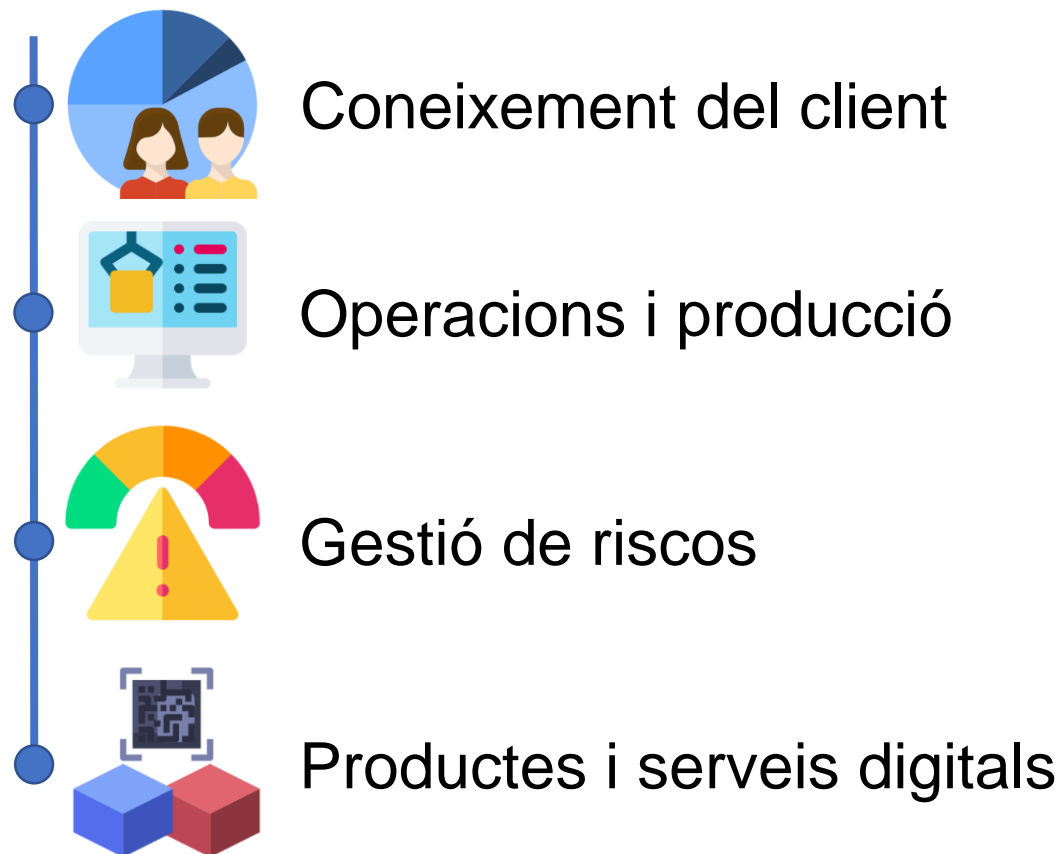 Coneixement del client
Operacions i producció
Gestió de riscos
Productes i serveis digitals